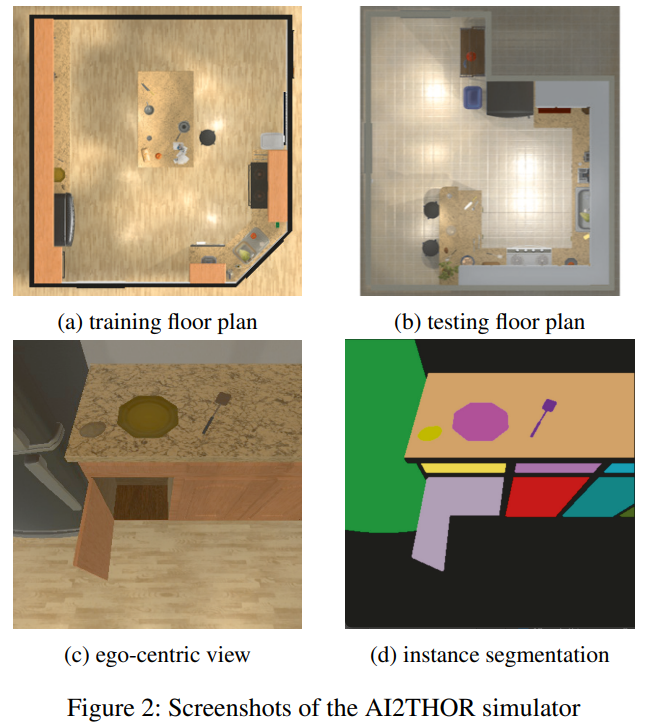 (a) training floor plan
(b) testing floor plan
(c) ego-centric view
(d) instance segmentation
Figure 2: Screenshots of the AI2THOR simulator